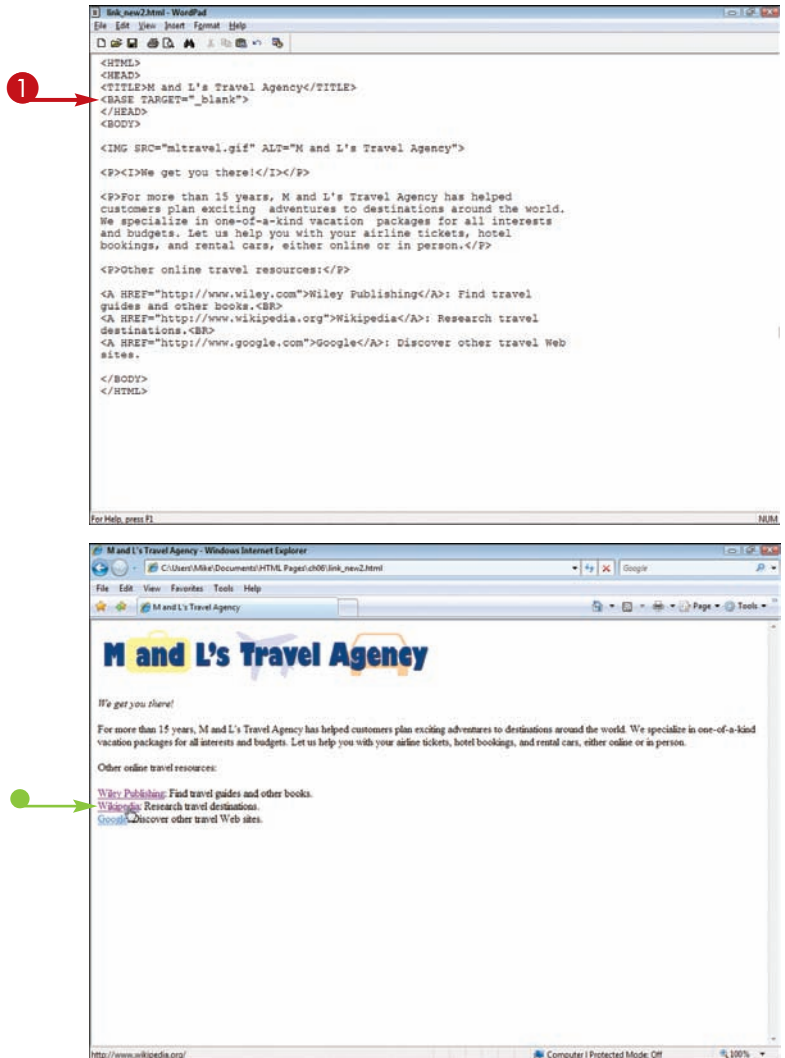 link_new2.html - WordPad
File Edit View Insert Format Help
<HTML>
<HEAD>
<TITLE>M and L's Travel Agency</TITLE>
1
<BASE TARGET="_blank">
</HEAD>
<BODY>
<IMG SRC="mltravel.gif" ALT="M and L's Travel Agency">
<P><I>We get you there!</I></P>
<P>For more than 15 years, M and L's Travel Agency has helped
customers plan exciting adventures to destinations around the world.
We specialize in one-of-a-kind vacation packages for all interests
and budgets. Let us help you with your airline tickets, hotel
bookings, and rental cars, either online or in person.</P>
<P>Other online travel resources:</P>
<A HREF="http://www.wiley.com">Wiley Publishing</A>: Find travel
guides and other books.<BR>
<A HREF="http://www.wikipedia.org">Wikipedia</A>: Research travel
destinations.<BR>
<A HREF="http://www.google.com">Google</A>: Discover other travel Web
sites.
</BODY>
</HTML>
For Help, press F1
NUM
M and L's Travel Agency - Windows Internet Explorer
C:\Users\Mike\Documents\HTML Pages\ch06\link_new2.html
Google
File Edit View Favorites Tools Help
M and L's Travel Agency
Page Tools
M and L's Travel Agency
We get you there!
For more than 15 years, M and L's Travel Agency has helped customers plan exciting adventures to destinations around the world. We specialize in one-of-a-kind
vacation packages for all interests and budgets. Let us help you with your airline tickets, hotel bookings, and rental cars, either online or in person.
Other online travel resources:
Wiley Publishing: Find travel guides and other books.
Wikipedia: Research travel destinations.
Google: Discover other travel Web sites.
http://www.wikipedia.org/
Computer | Protected Mode: Off
100%